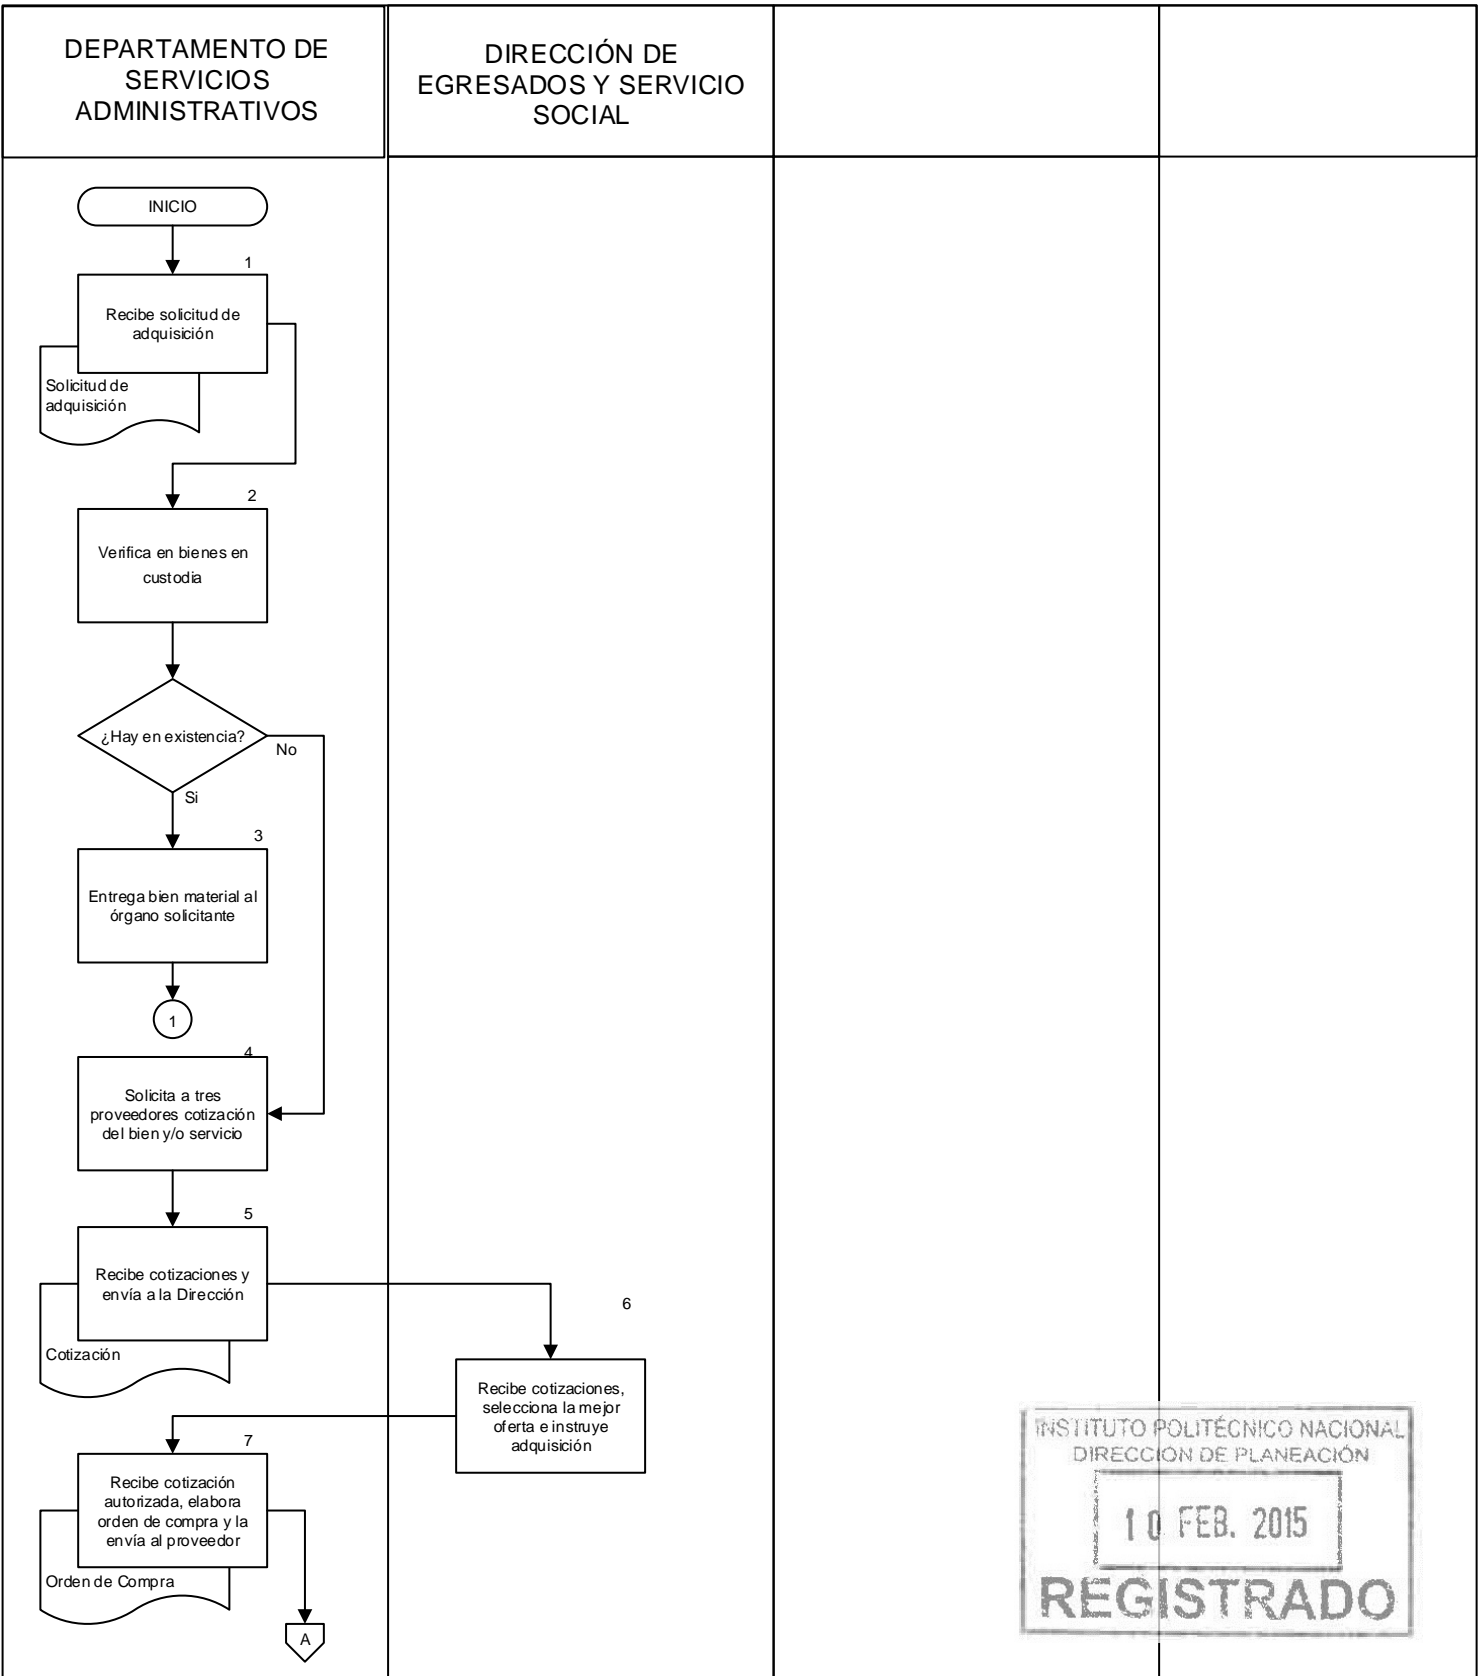 DEPARTAMENTO DE
SERVICIOS
ADMINISTRATIVOS
DIRECCIÓN DE
EGRESADOS Y SERVICIO
SOCIAL
INICIO
1
Recibe solicitud de
adquisición
Solicitud de
adquisición
2
Verifica en bienes en
custodia
¿Hay en existencia?
No
Si
3
Entrega bien material al
órgano solicitante
1
4
Solicita a tres
proveedores cotización
del bien y/o servicio
5
Recibe cotizaciones y
envía a la Dirección
Cotización
6
Recibe cotizaciones,
selecciona la mejor
oferta e instruye
adquisición
7
Recibe cotización
autorizada, elabora
orden de compra y la
envía al proveedor
Orden de Compra
A
INSTITUTO POLITÉCNICO NACIONAL
DIRECCIÓN DE PLANEACIÓN
10 FEB. 2015
REGISTRADO